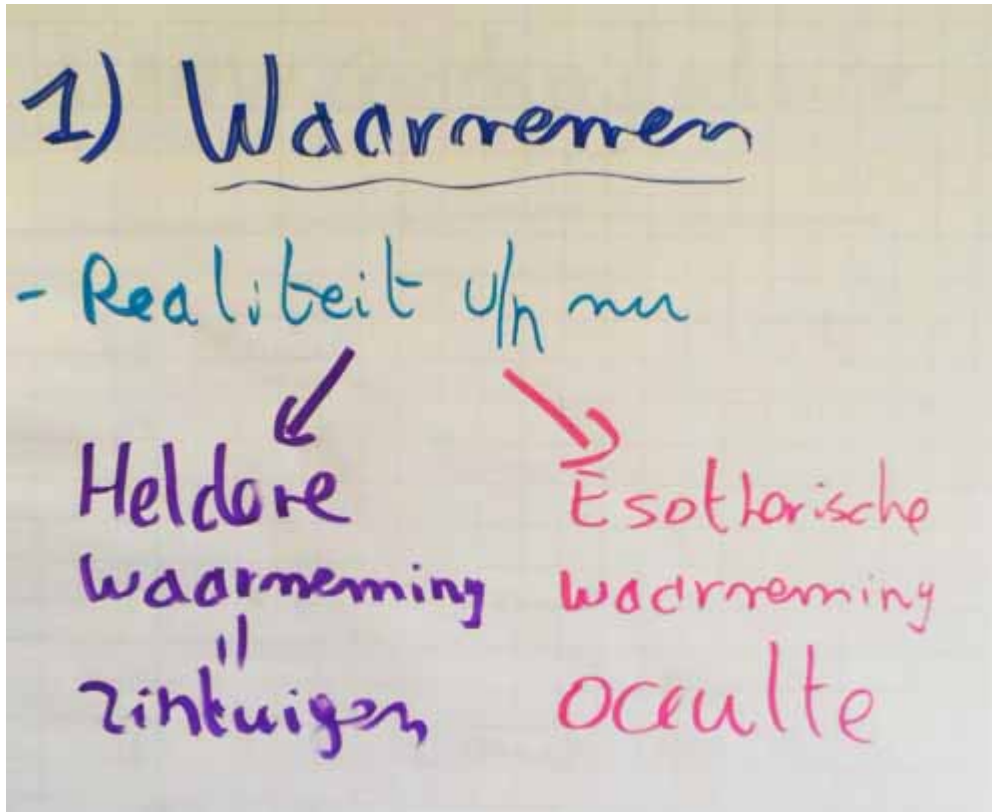 1) Waarnemen
- Realiteit v/h nu
Heldere
waarneming
=
zintuigen
Esotherische
waarneming
occulte